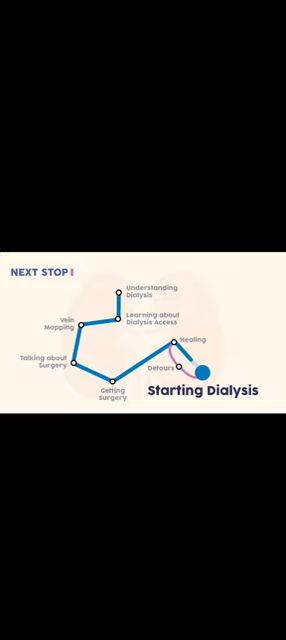 NEXT STOP
Understanding
Dialysis
Learning about
Dialysis Access
Vein
Mapping
Talking about
Surgery
Getting
Surgery
Healing
Detours
Starting Dialysis